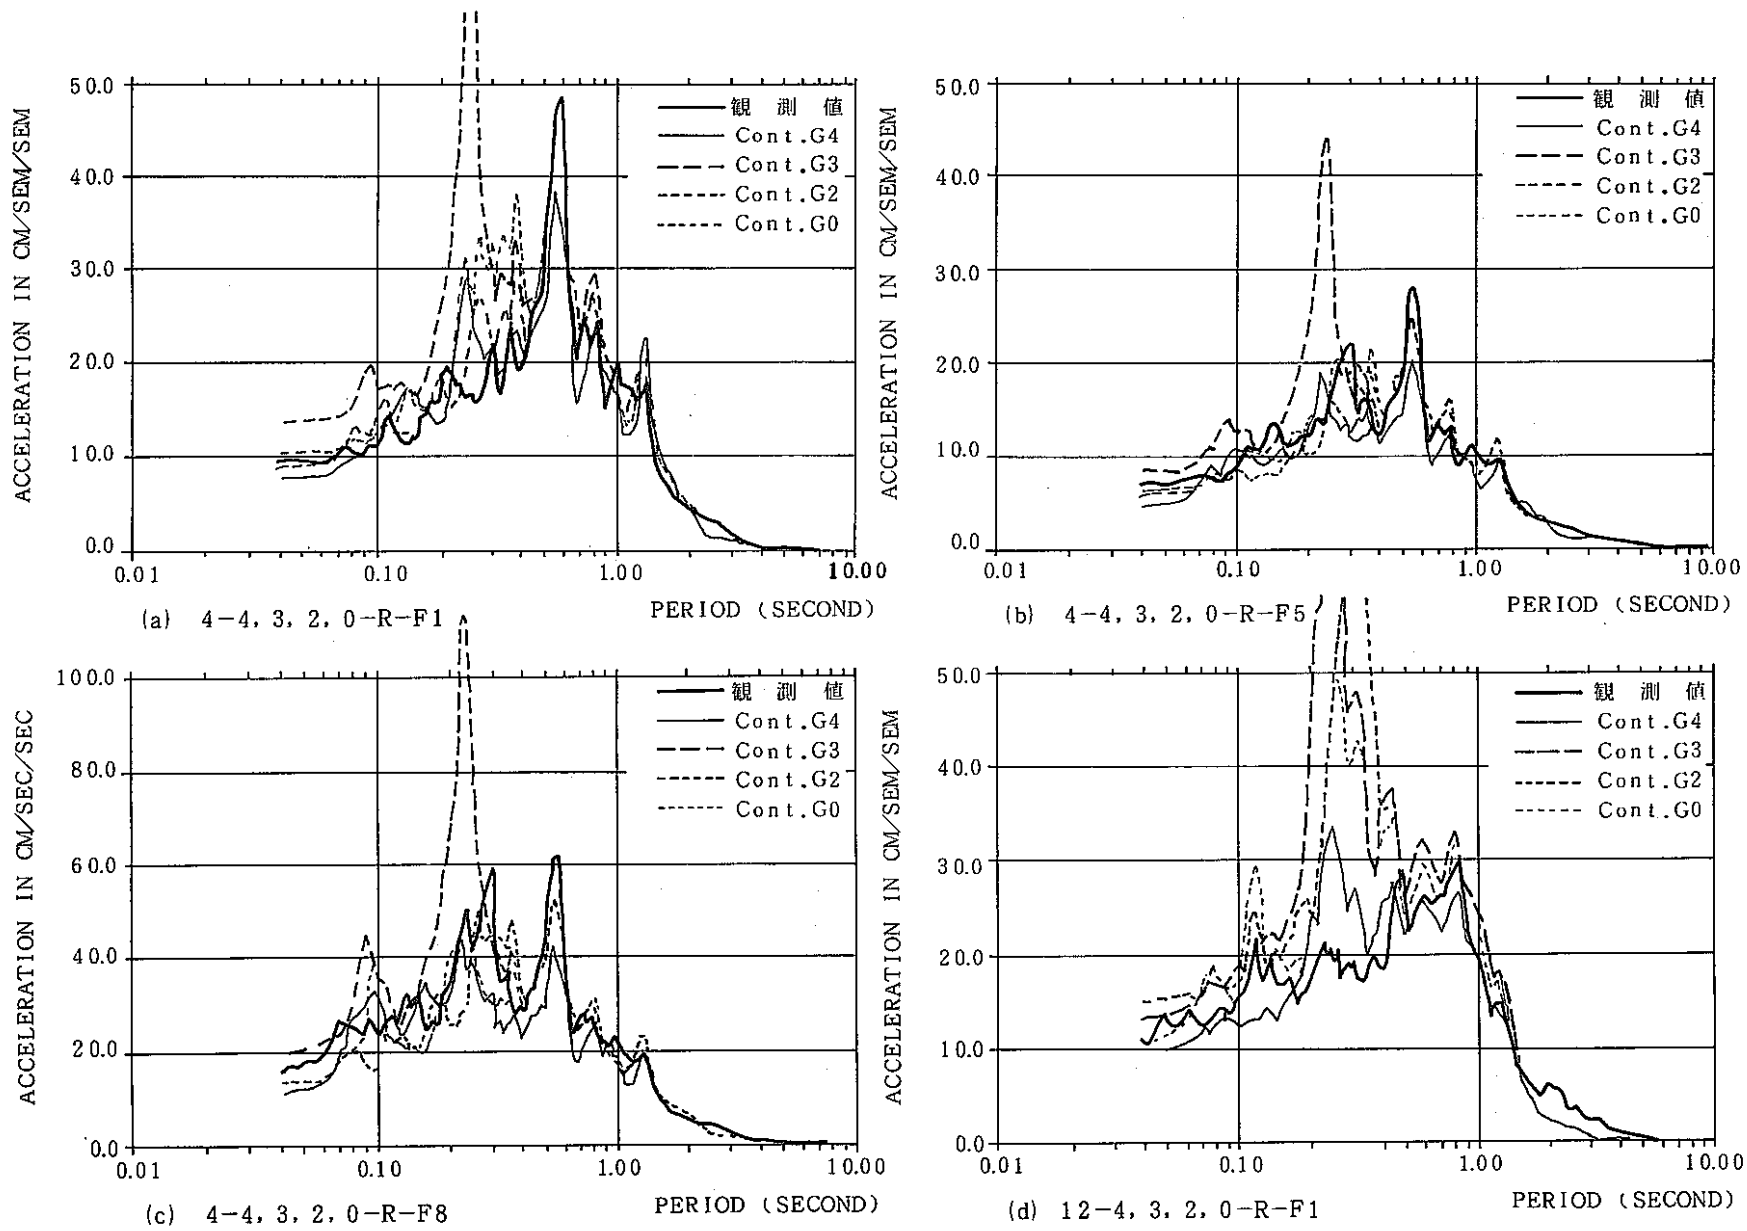 ACCELERATION IN CM/SEM/SEM
50.0
40.0
30.0
20.0
10.0
0.0
0.01
0.10
1.00
10.00
観 測 値
Cont.G4
Cont.G3
Cont.G2
Cont.G0
PERIOD (SECOND)
(a) 4-4, 3, 2, 0-R-F1
ACCELERATION IN CM/SEM/SEM
50.0
40.0
30.0
20.0
10.0
0.0
0.01
0.10
1.00
10.00
観 測 値
Cont.G4
Cont.G3
Cont.G2
Cont.G0
PERIOD (SECOND)
(b) 4-4, 3, 2, 0-R-F5
ACCELERATION IN CM/SEC/SEC
100.0
80.0
60.0
40.0
20.0
0.0
0.01
0.10
1.00
10.00
観 測 値
Cont.G4
Cont.G3
Cont.G2
Cont.G0
PERIOD (SECOND)
(c) 4-4, 3, 2, 0-R-F8
ACCELERATION IN CM/SEM/SEM
50.0
40.0
30.0
20.0
10.0
0.0
0.01
0.10
1.00
10.00
観 測 値
Cont.G4
Cont.G3
Cont.G2
Cont.G0
PERIOD (SECOND)
(d) 12-4, 3, 2, 0-R-F1